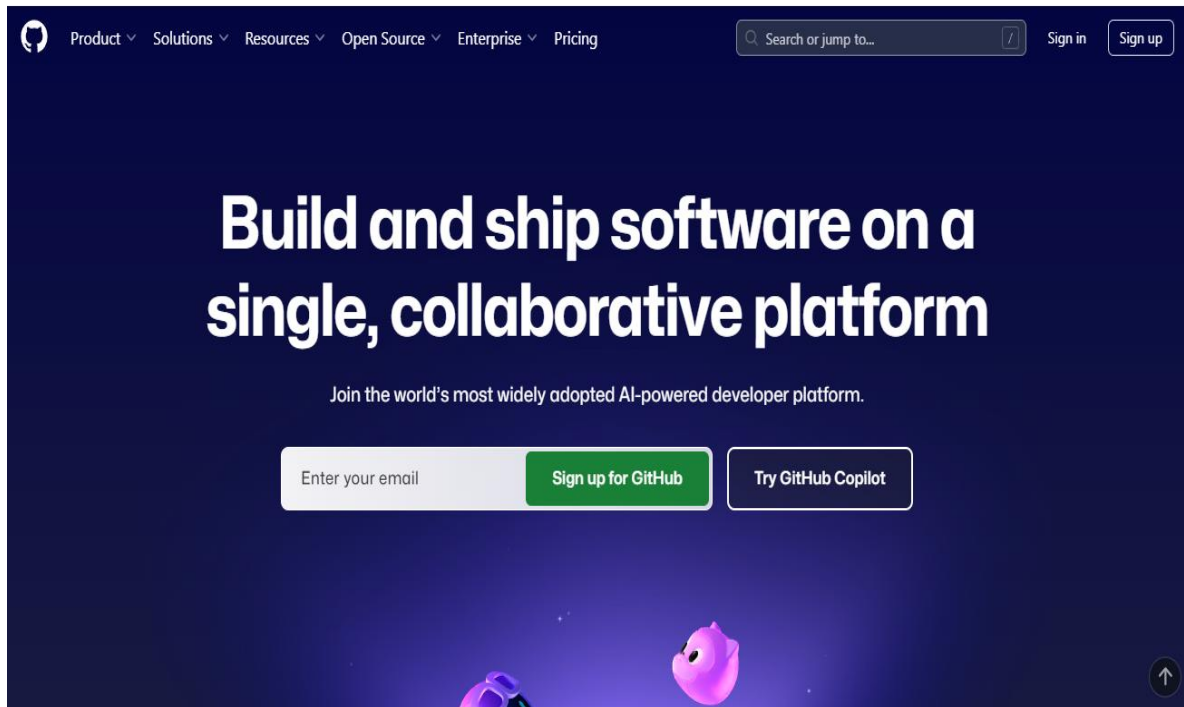 Product Solutions Resources Open Source Enterprise Pricing Search or jump to... / Sign in Sign up
Build and ship software on a
single, collaborative platform
Join the world's most widely adopted AI-powered developer platform.
Enter your email Sign up for GitHub Try GitHub Copilot